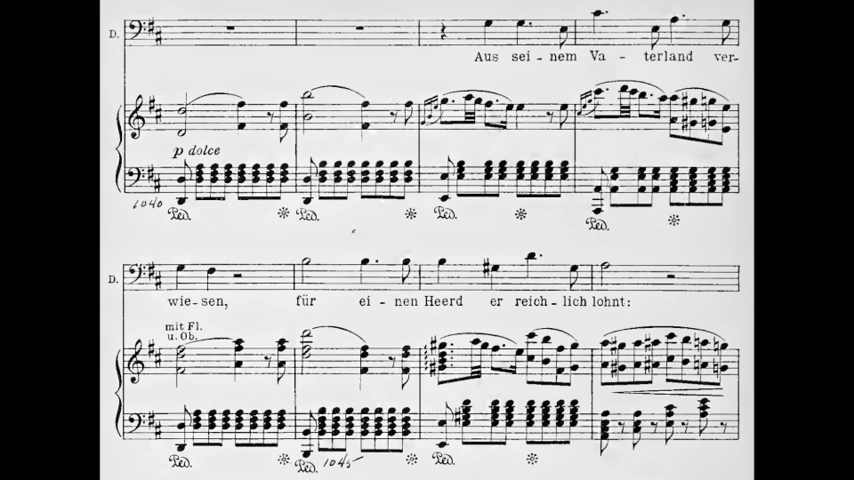 D.
Aus sei - nem Va - terland ver-
p dolce
1040
Ped. * Ped. * Ped. * Ped. *
D.
wie - sen, für ei - nen Heerd er reich - lich lohnt:
mit Fl.
u. Ob.
Ped. * Ped. 1045 * Ped. *